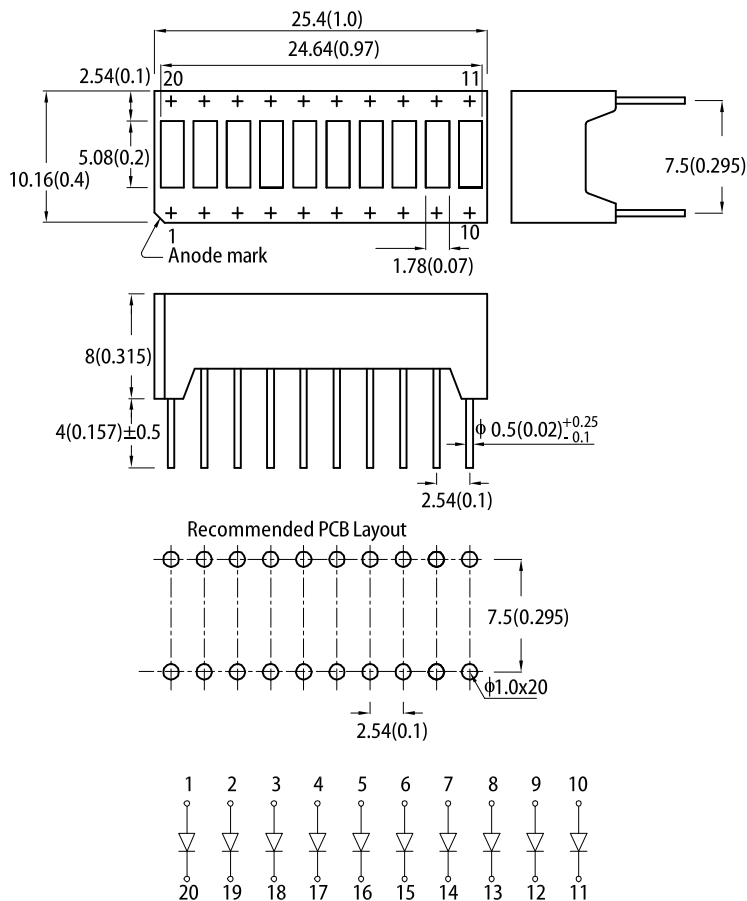 25.4(1.0)
24.64(0.97)
2.54(0.1)
20
11
5.08(0.2)
10.16(0.4)
7.5(0.295)
1
10
Anode mark
1.78(0.07)
8(0.315)
4(0.157)±0.5
ϕ 0.5(0.02)+0.25 -0.1
2.54(0.1)
Recommended PCB Layout
7.5(0.295)
ϕ1.0x20
2.54(0.1)
1 2 3 4 5 6 7 8 9 10
20 19 18 17 16 15 14 13 12 11